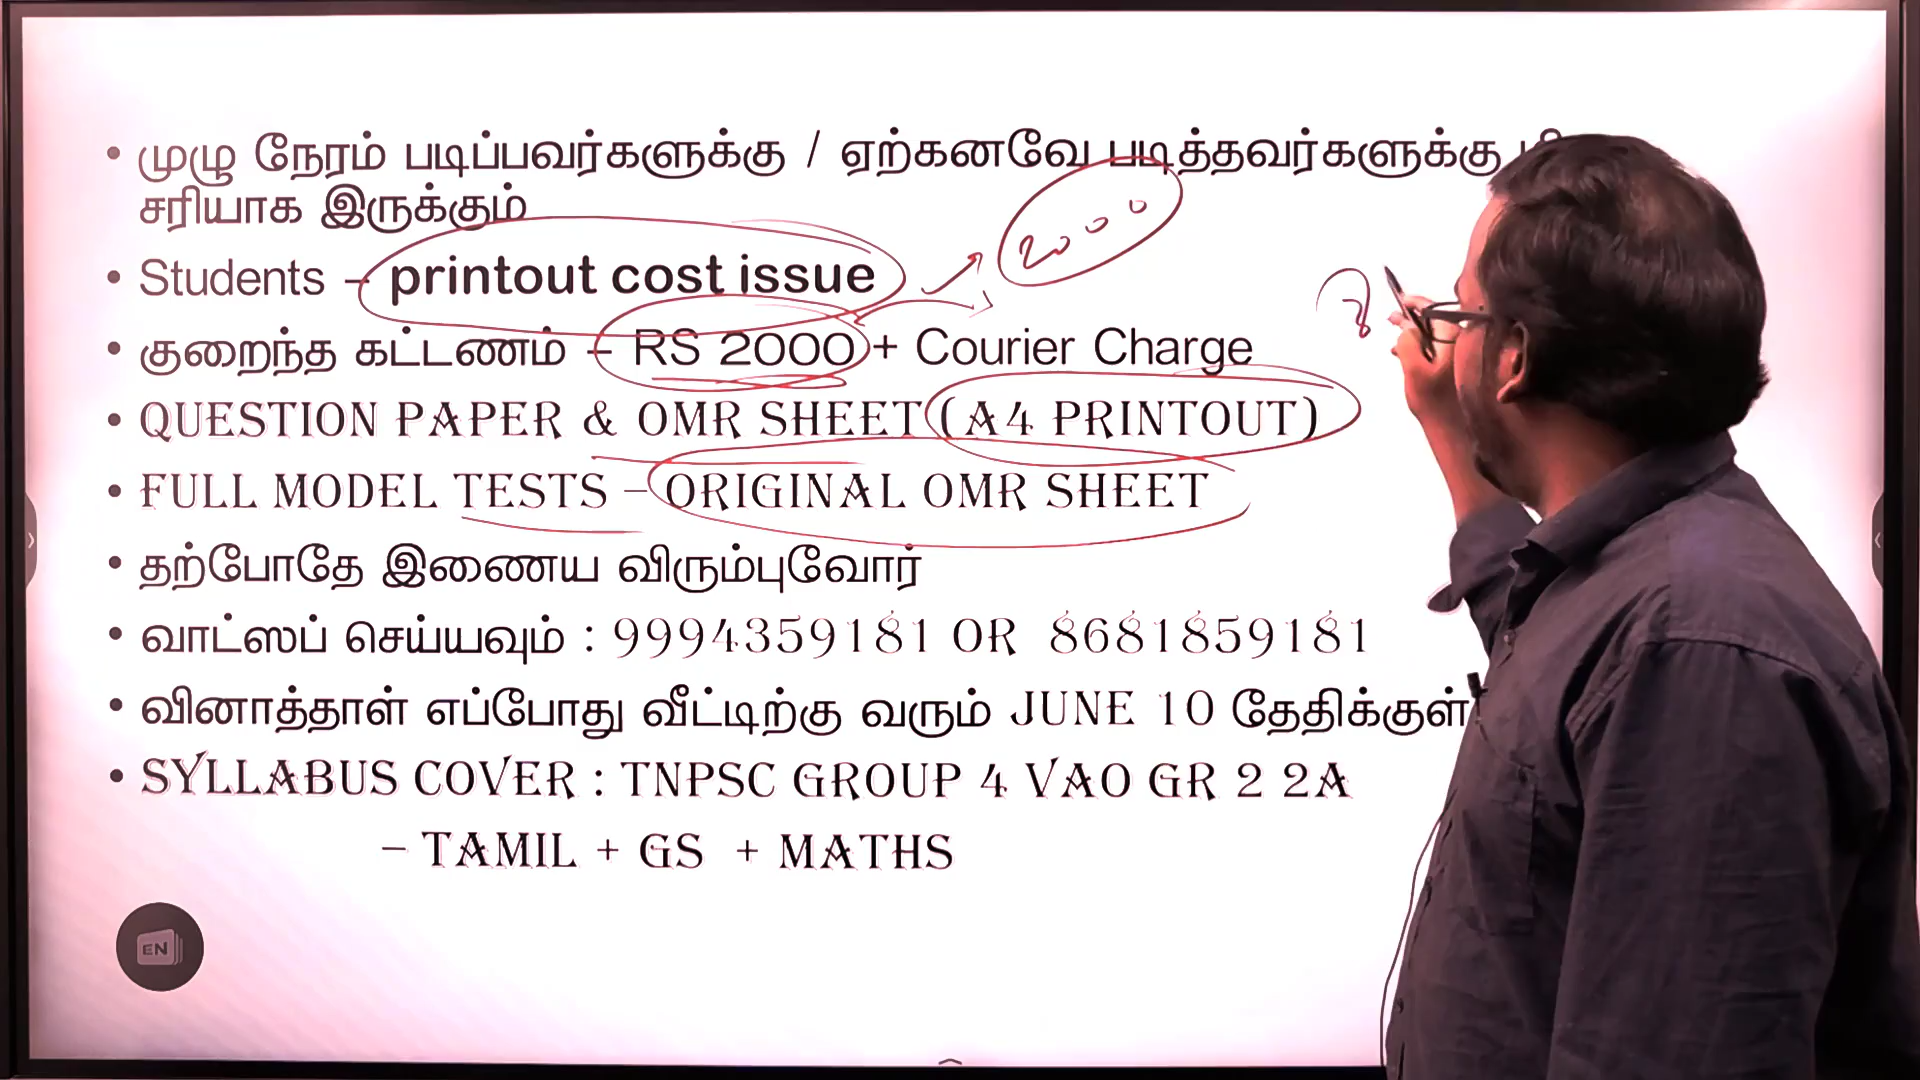 • முழு நேரம் படிப்பவர்களுக்கு / ஏற்கனவே படித்தவர்களுக்கு
சரியாக இருக்கும்
2000
• Students – printout cost issue
• குறைந்த கட்டணம் – RS 2000 + Courier Charge
• QUESTION PAPER & OMR SHEET (A4 PRINTOUT)
• FULL MODEL TESTS – ORIGINAL OMR SHEET
• தற்போதே இணைய விரும்புவோர்
• வாட்ஸப் செய்யவும் : 9994359181 OR 8681859181
• வினாத்தாள் எப்போது வீட்டிற்கு வரும் JUNE 10 தேதிக்குள்
• SYLLABUS COVER : TNPSC GROUP 4 VAO GR 2 2A
– TAMIL + GS + MATHS
EN